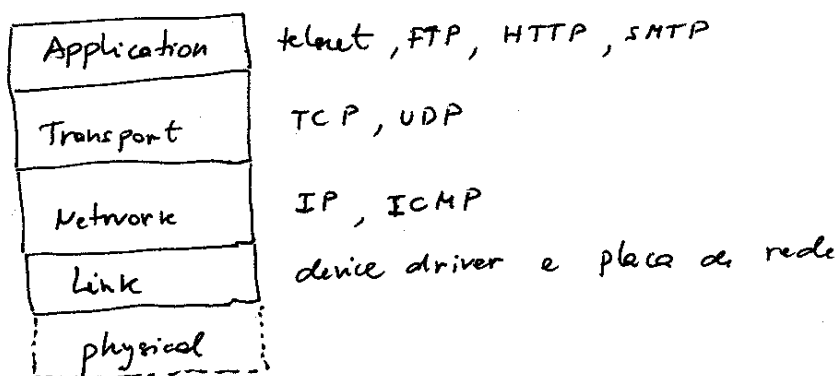 Application telnet, FTP, HTTP, SMTP
Transport TCP, UDP
Network IP, ICMP
Link device driver e placa de rede
physical